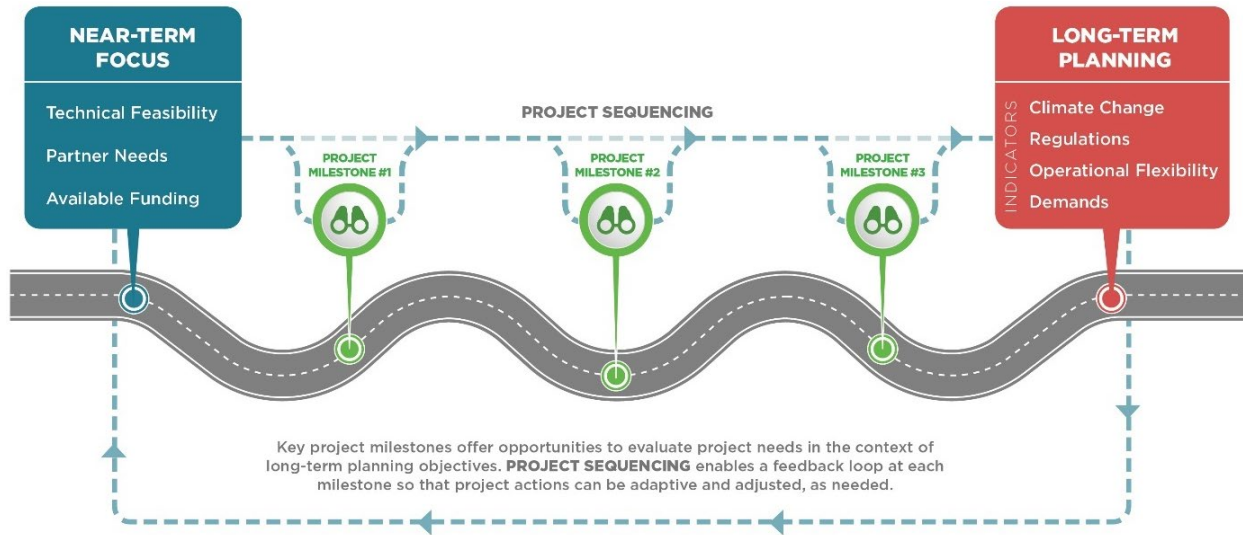 NEAR-TERM
FOCUS
Technical Feasibility
Partner Needs
Available Funding
PROJECT SEQUENCING
PROJECT
MILESTONE #1
PROJECT
MILESTONE #2
PROJECT
MILESTONE #3
LONG-TERM
PLANNING
INDICATORS
Climate Change
Regulations
Operational Flexibility
Demands
Key project milestones offer opportunities to evaluate project needs in the context of
long-term planning objectives. PROJECT SEQUENCING enables a feedback loop at each
milestone so that project actions can be adaptive and adjusted, as needed.